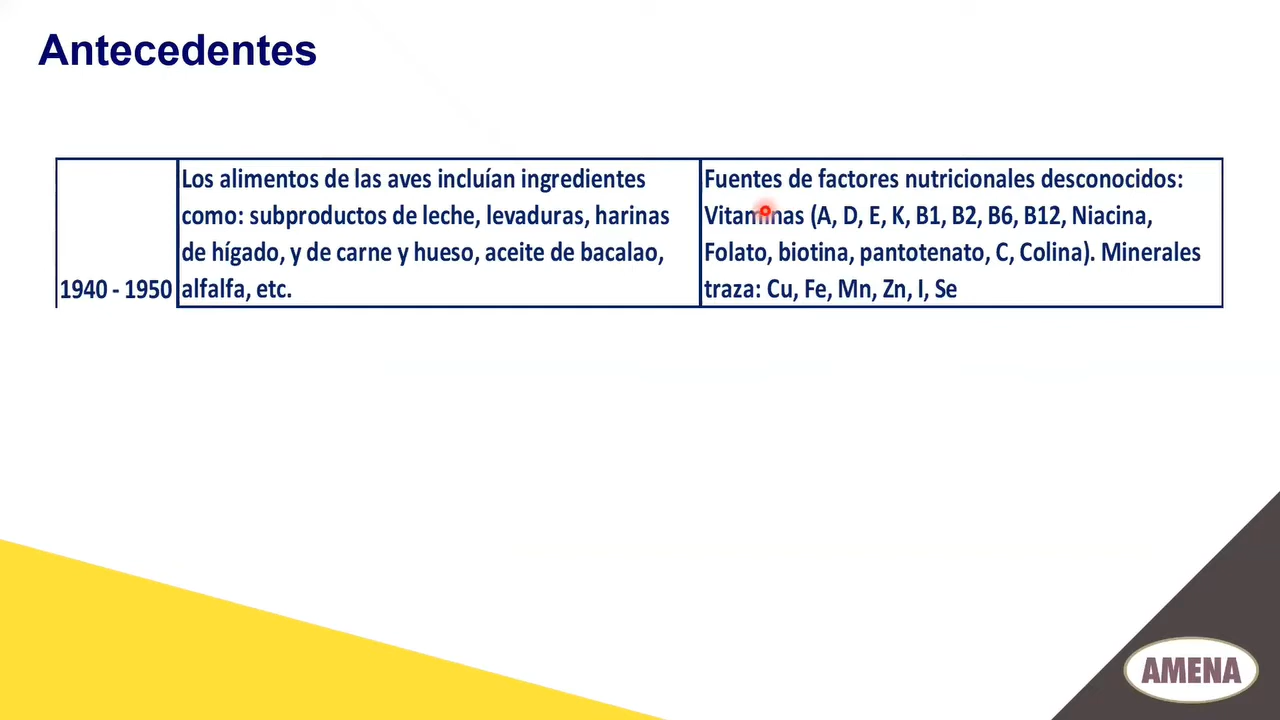 Antecedentes
Los alimentos de las aves incluían ingredientes
como: subproductos de leche, levaduras, harinas
de hígado, y de carne y hueso, aceite de bacalao,
alfalfa, etc.
1940 - 1950
Fuentes de factores nutricionales desconocidos:
Vitaminas (A, D, E, K, B1, B2, B6, B12, Niacina,
Folato, biotina, pantotenato, C, Colina). Minerales
traza: Cu, Fe, Mn, Zn, I, Se
AMENA